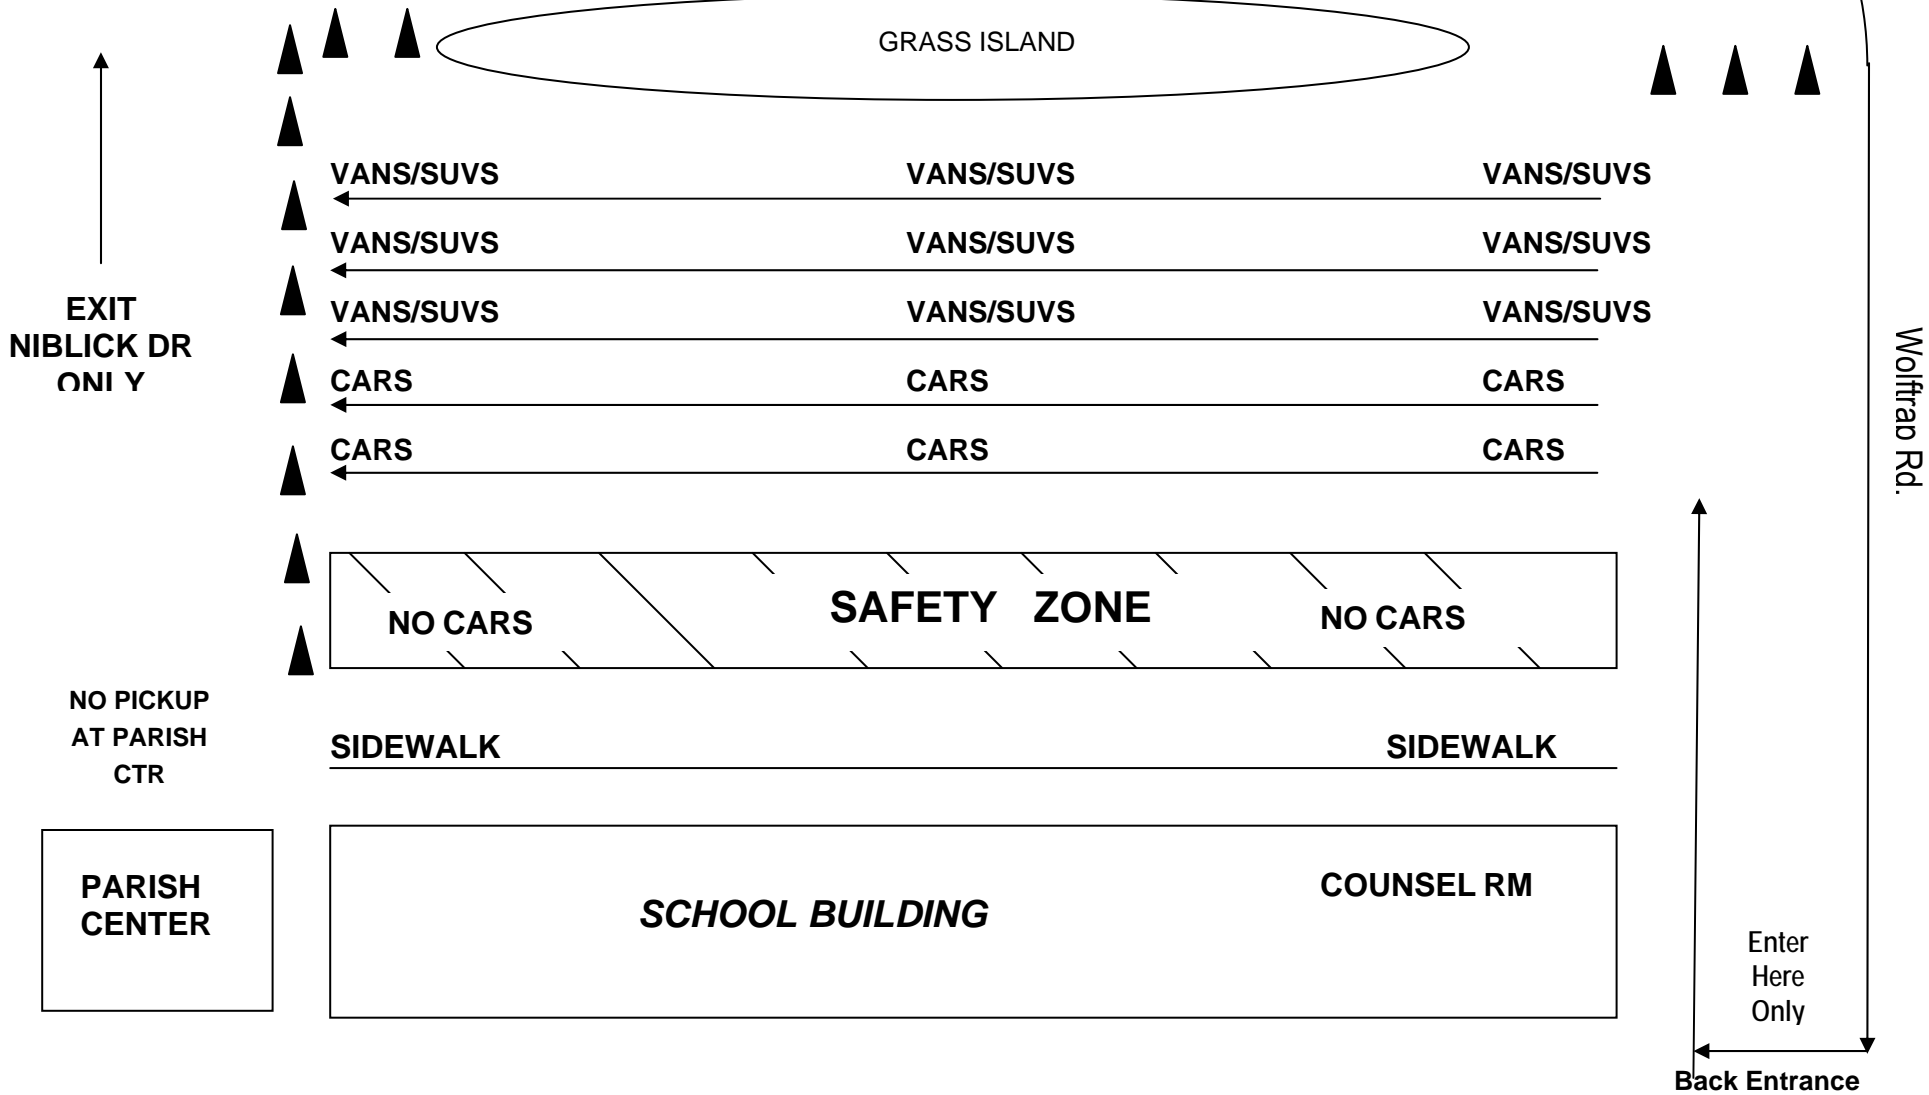 GRASS ISLAND
VANS/SUVS VANS/SUVS VANS/SUVS
VANS/SUVS VANS/SUVS VANS/SUVS
VANS/SUVS VANS/SUVS VANS/SUVS
CARS CARS CARS
CARS CARS CARS
EXIT
NIBLICK DR
ONLY
Wolftrap Rd.
NO CARS SAFETY ZONE NO CARS
NO PICKUP
AT PARISH
CTR
SIDEWALK SIDEWALK
PARISH
CENTER
SCHOOL BUILDING
COUNSEL RM
Enter
Here
Only
Back Entrance